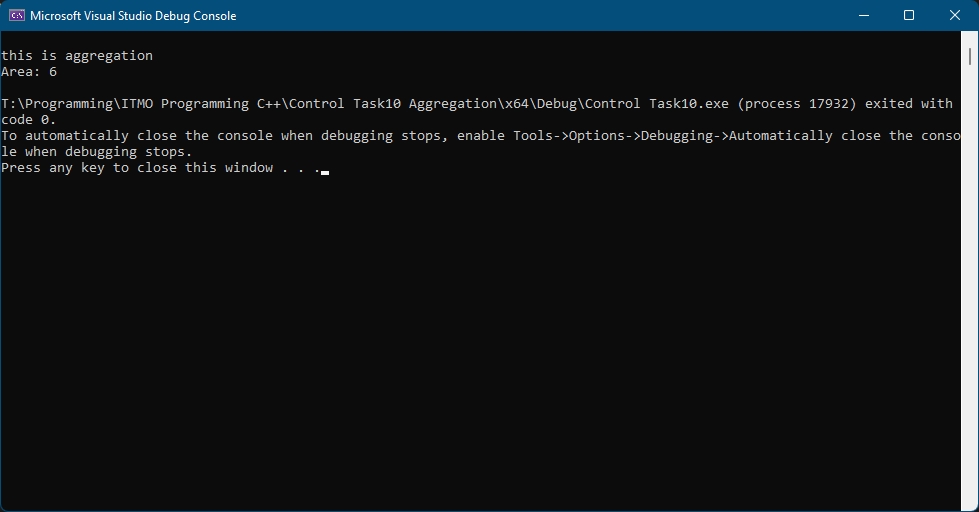 Microsoft Visual Studio Debug Console
this is aggregation
Area: 6
T:\Programming\ITMO Programming C++\Control Task10 Aggregation\x64\Debug\Control Task10.exe (process 17932) exited with
code 0.
To automatically close the console when debugging stops, enable Tools->Options->Debugging->Automatically close the conso
le when debugging stops.
Press any key to close this window . . .